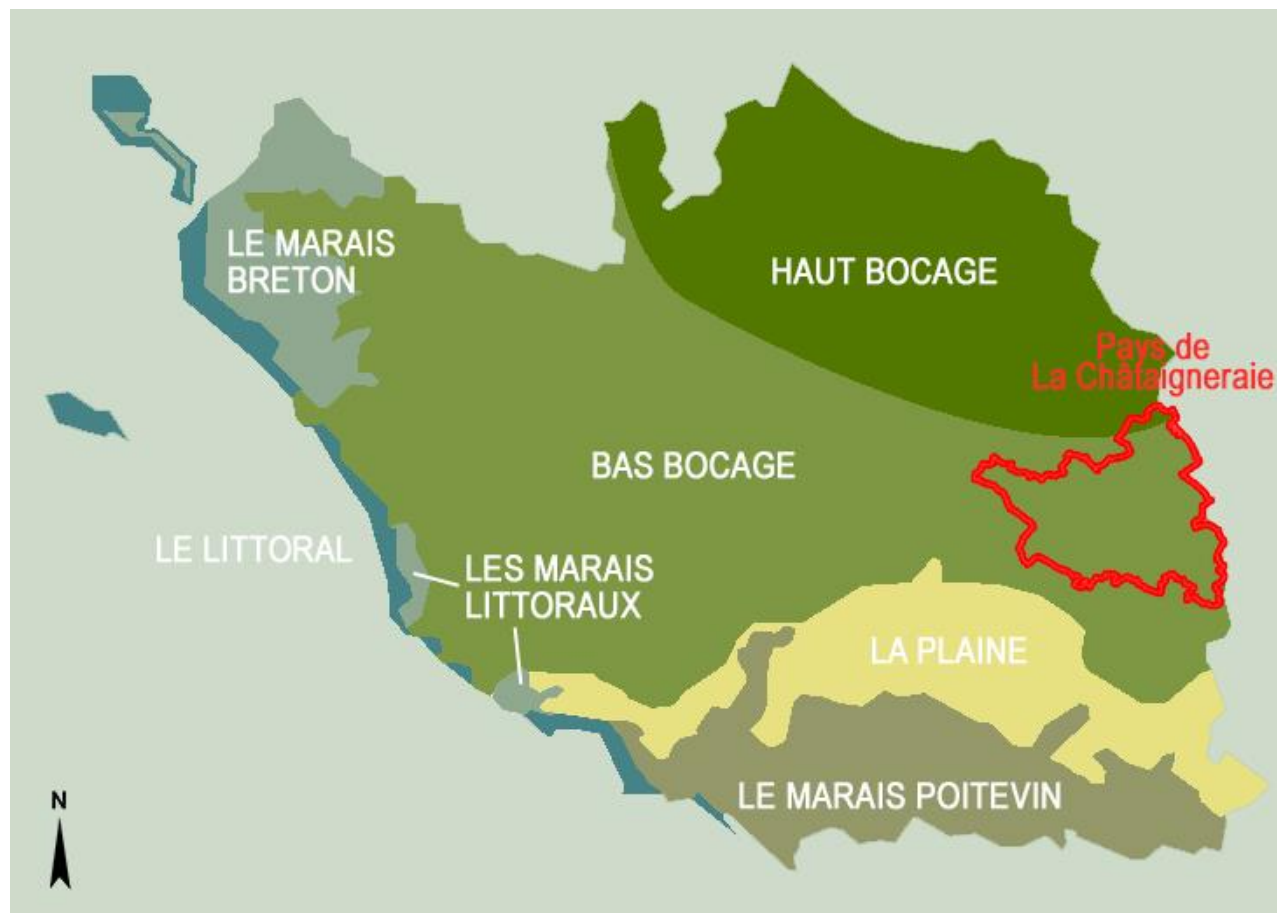 LE MARAIS
BRETON
HAUT BOCAGE
Pays de
La Châtaigneraie
BAS BOCAGE
LE LITTORAL
LES MARAIS
LITTORAUX
LA PLAINE
LE MARAIS POITEVIN
N